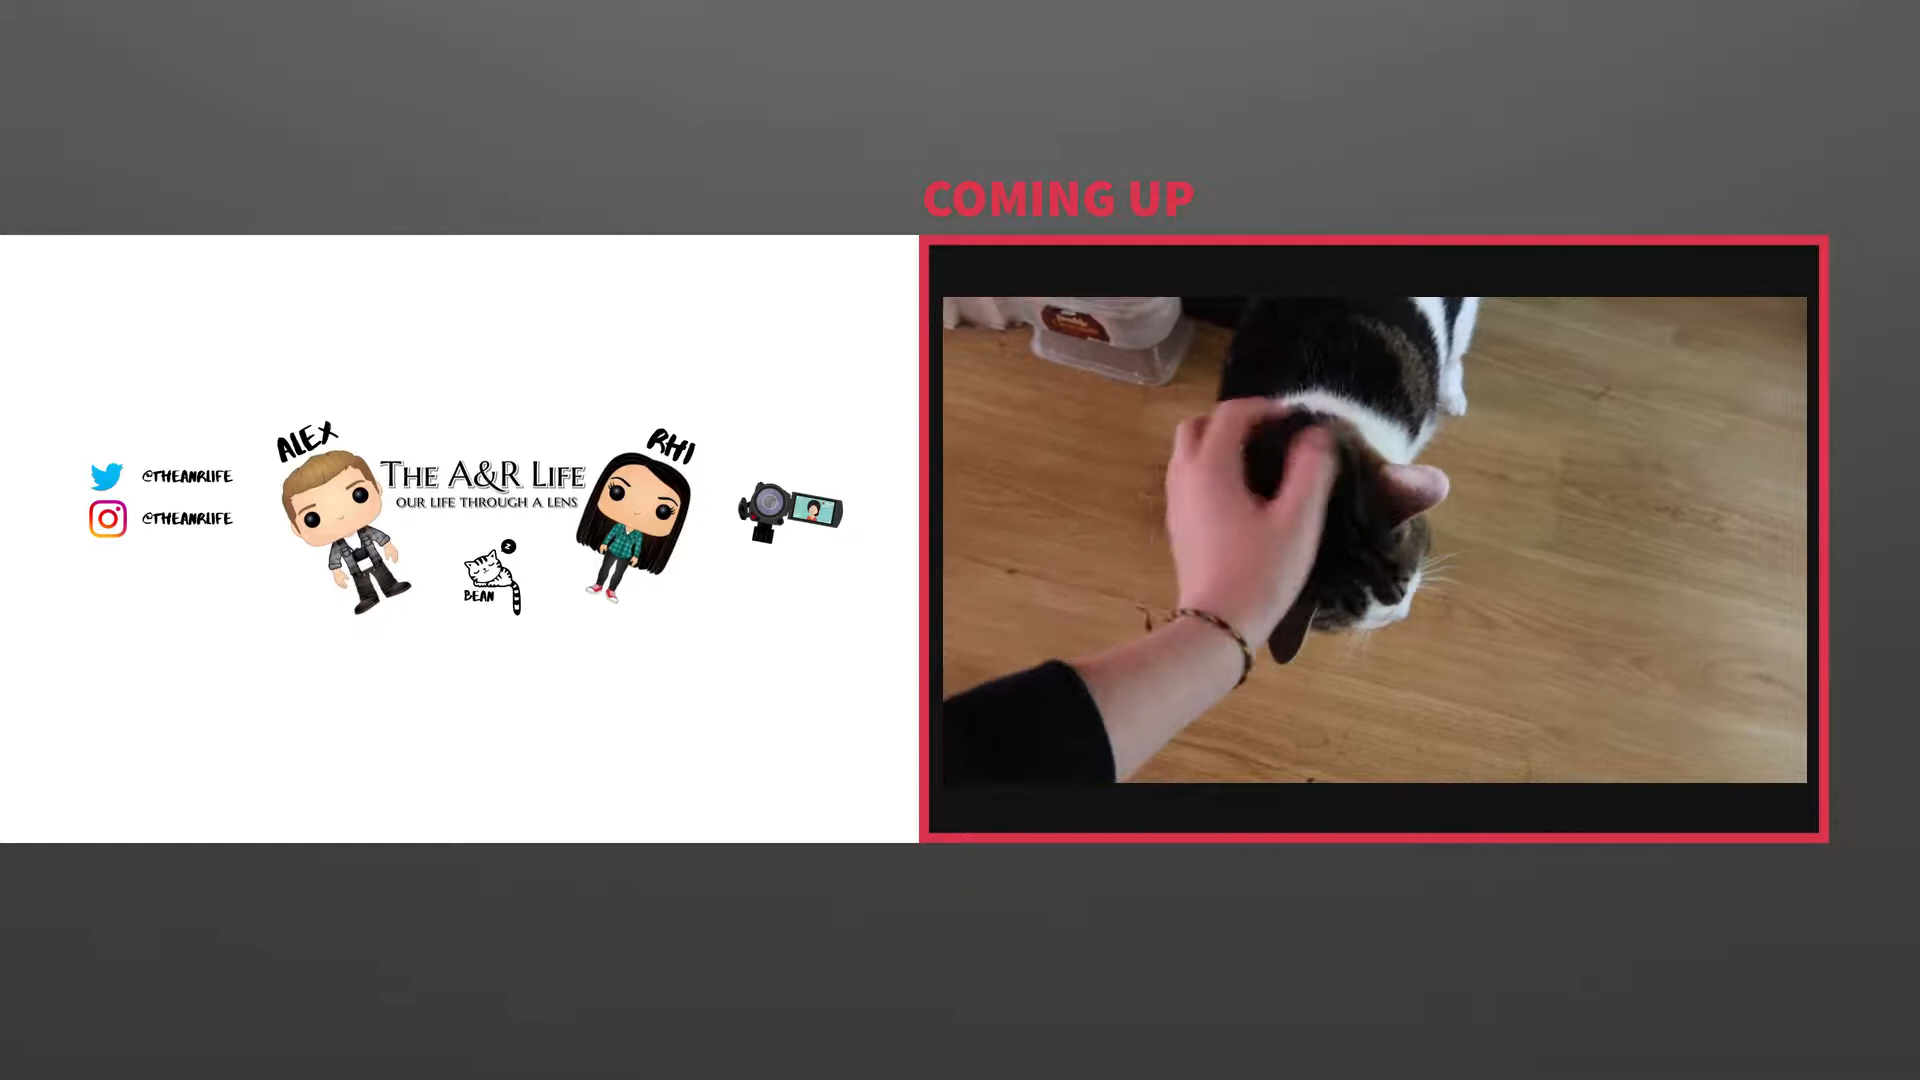 COMING UP
ALEX
RHI
@THEANRLIFE
THE A&R LIFE
OUR LIFE THROUGH A LENS
@THEANRLIFE
Z
BEAN